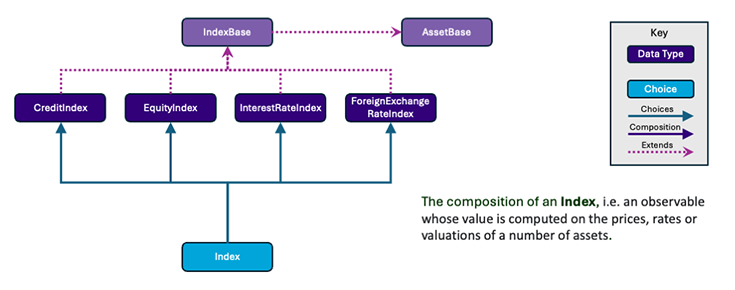 IndexBase
AssetBase
Key
Data Type
Choice
Choices
Composition
Extends
CreditIndex
EquityIndex
InterestRateIndex
ForeignExchange
RateIndex
The composition of an Index, i.e. an observable
whose value is computed on the prices, rates or
valuations of a number of assets.
Index